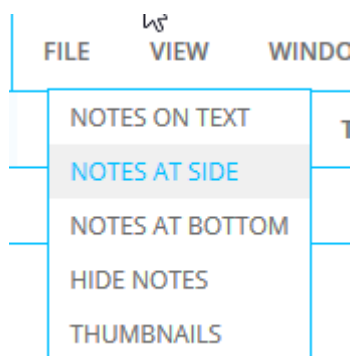 FILE VIEW
NOTES ON TEXT
NOTES AT SIDE
NOTES AT BOTTOM
HIDE NOTES
THUMBNAILS